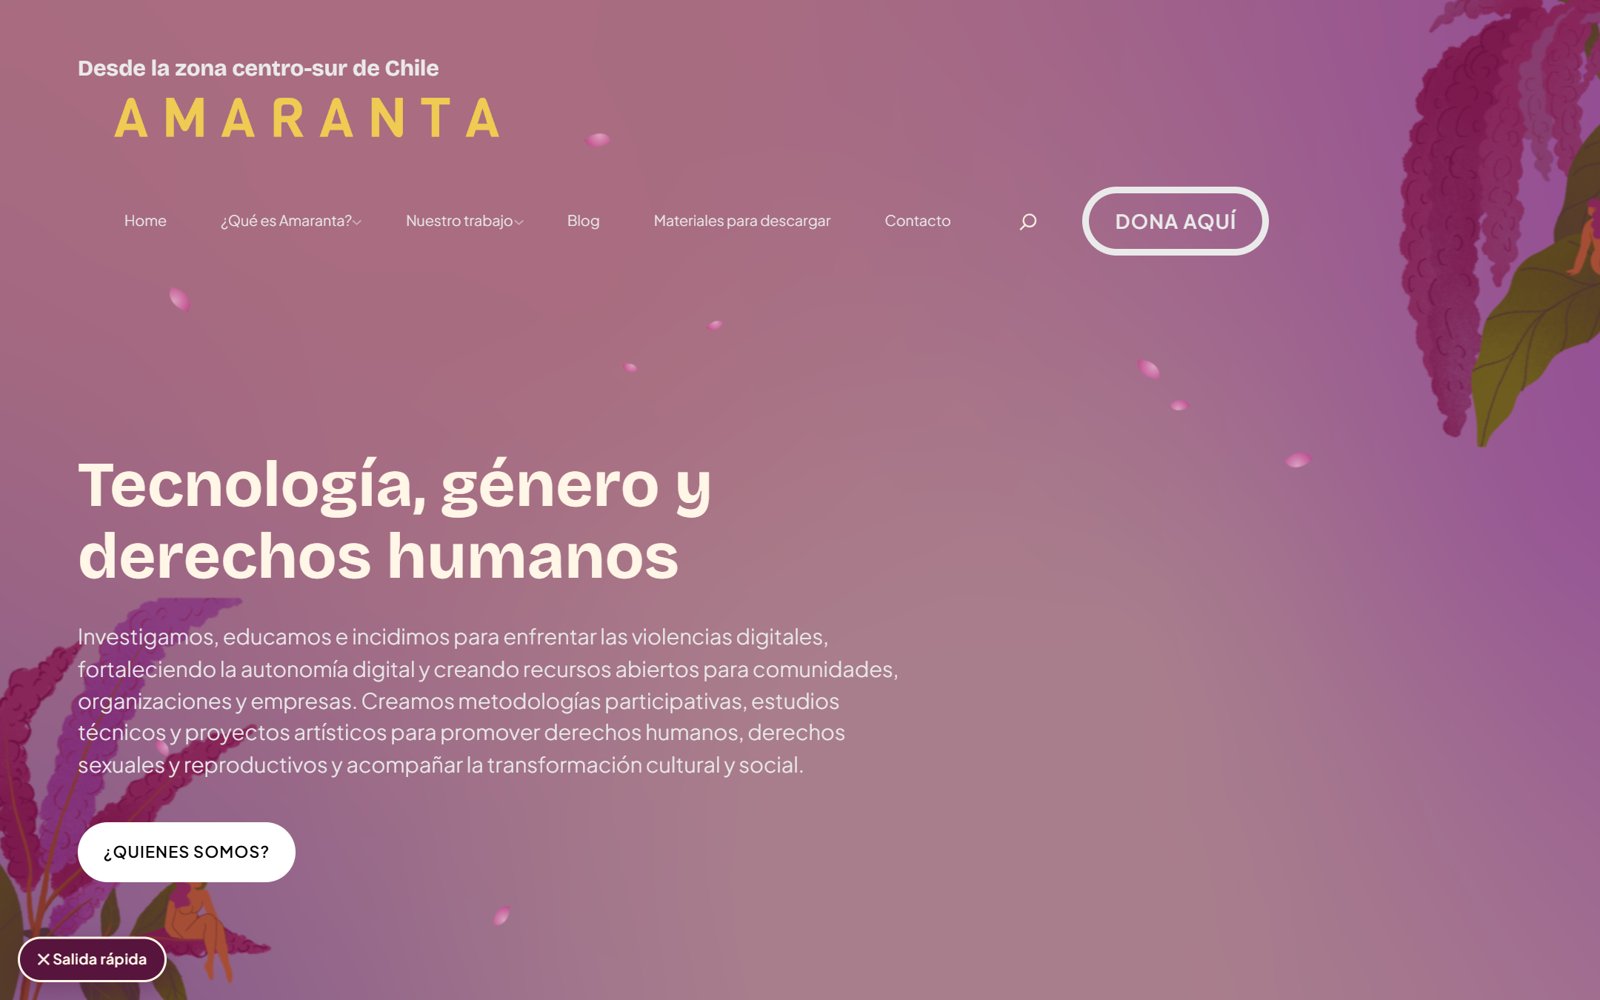 Desde la zona centro-sur de Chile
AMARANTA
Home
¿Qué es Amaranta?
Nuestro trabajo
Blog
Materiales para descargar
Contacto
DONA AQUÍ
Tecnología, género y
derechos humanos
Investigamos, educamos e incidimos para enfrentar las violencias digitales,
fortaleciendo la autonomía digital y creando recursos abiertos para comunidades,
organizaciones y empresas. Creamos metodologías participativas, estudios
técnicos y proyectos artísticos para promover derechos humanos, derechos
sexuales y reproductivos y acompañar la transformación cultural y social.
¿QUIENES SOMOS?
Salida rápida